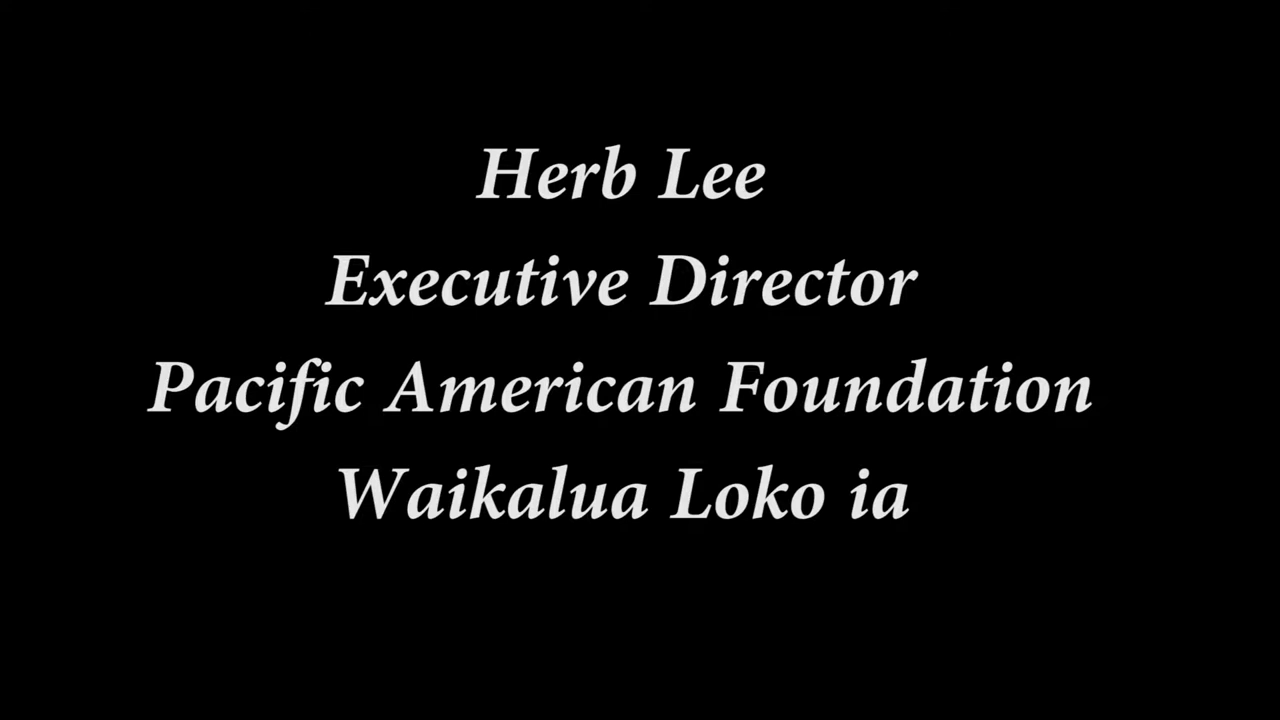 Herb Lee
Executive Director
Pacific American Foundation
Waikalua Loko ia